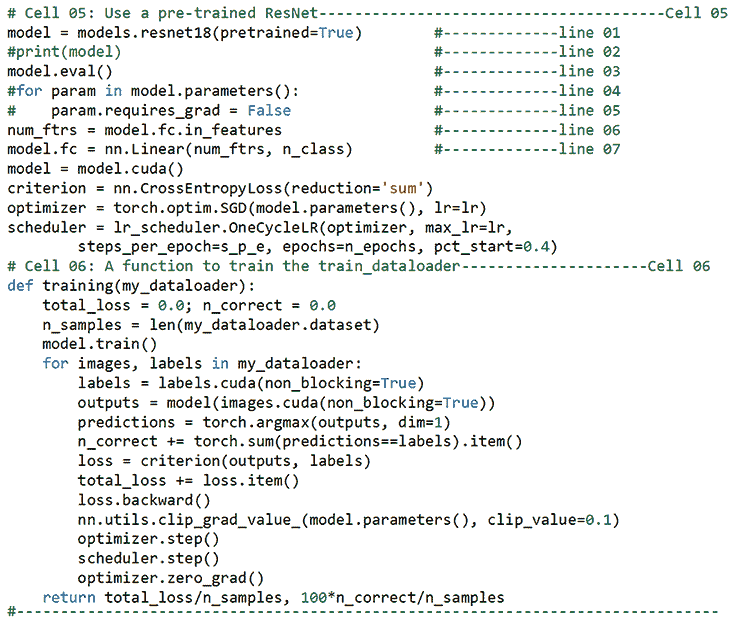 # Cell 05: Use a pre-trained ResNet---------------------------------------Cell 05
model = models.resnet18(pretrained=True)        #-------------line 01
#print(model)                                   #-------------line 02
model.eval()                                    #-------------line 03
#for param in model.parameters():               #-------------line 04
#    param.requires_grad = False                #-------------line 05
num_ftrs = model.fc.in_features                 #-------------line 06
model.fc = nn.Linear(num_ftrs, n_class)         #-------------line 07
model = model.cuda()
criterion = nn.CrossEntropyLoss(reduction='sum')
optimizer = torch.optim.SGD(model.parameters(), lr=lr)
scheduler = lr_scheduler.OneCycleLR(optimizer, max_lr=lr,
        steps_per_epoch=s_p_e, epochs=n_epochs, pct_start=0.4)
# Cell 06: A function to train the train_dataloader---------------------Cell 06
def training(my_dataloader):
    total_loss = 0.0; n_correct = 0.0
    n_samples = len(my_dataloader.dataset)
    model.train()
    for images, labels in my_dataloader:
        labels = labels.cuda(non_blocking=True)
        outputs = model(images.cuda(non_blocking=True))
        predictions = torch.argmax(outputs, dim=1)
        n_correct += torch.sum(predictions==labels).item()
        loss = criterion(outputs, labels)
        total_loss += loss.item()
        loss.backward()
        nn.utils.clip_grad_value_(model.parameters(), clip_value=0.1)
        optimizer.step()
        scheduler.step()
        optimizer.zero_grad()
    return total_loss/n_samples, 100*n_correct/n_samples
#--------------------------------------------------------------------------------